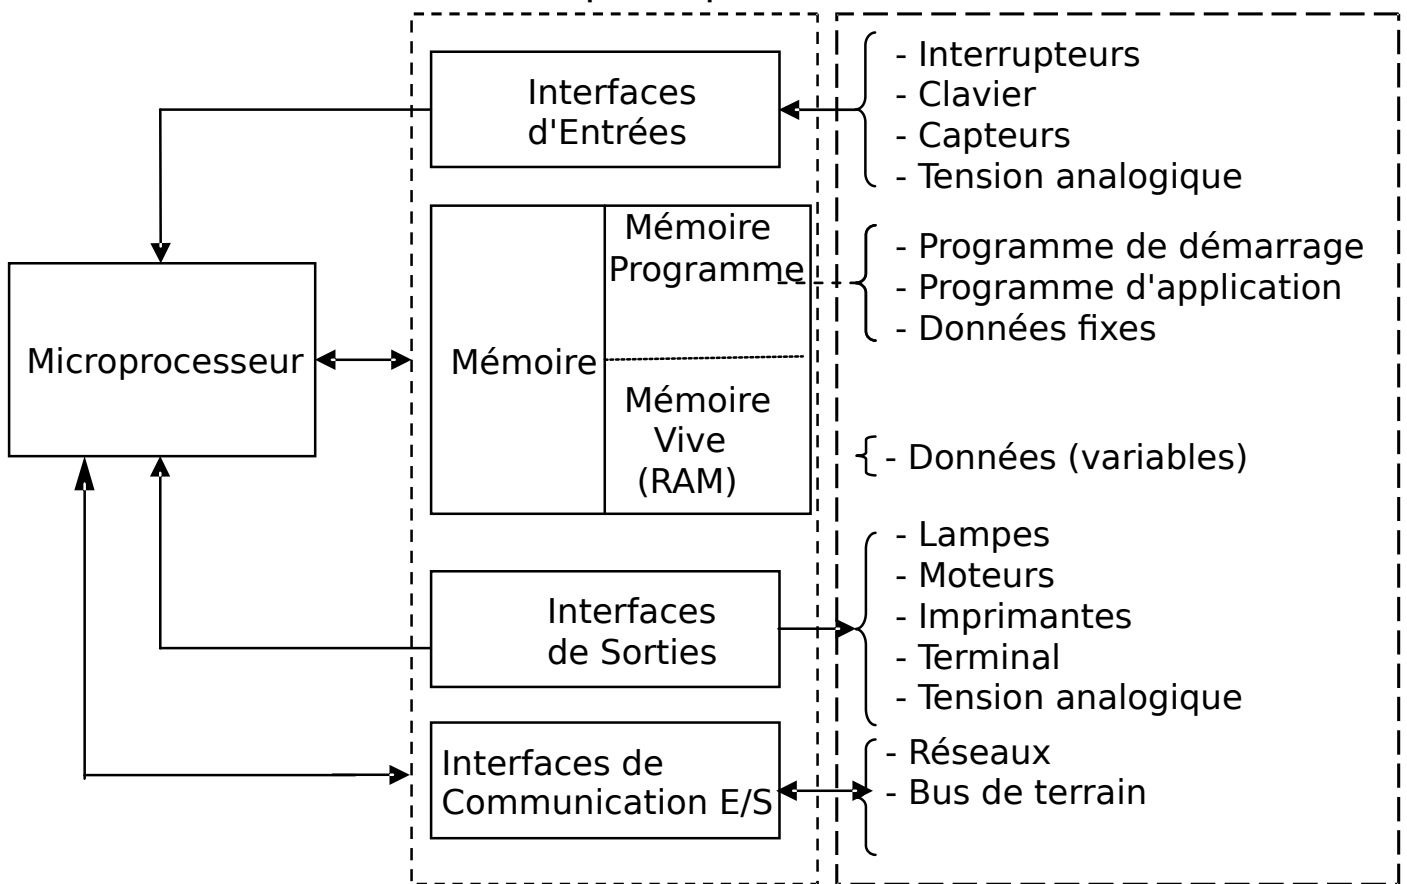 Interfaces
d'Entrées
- Interrupteurs
- Clavier
- Capteurs
- Tension analogique
Microprocesseur
Mémoire
Mémoire
Programme
- Programme de démarrage
- Programme d'application
- Données fixes
Mémoire
Vive
(RAM)
- Données (variables)
Interfaces
de Sorties
- Lampes
- Moteurs
- Imprimantes
- Terminal
- Tension analogique
Interfaces de
Communication E/S
- Réseaux
- Bus de terrain